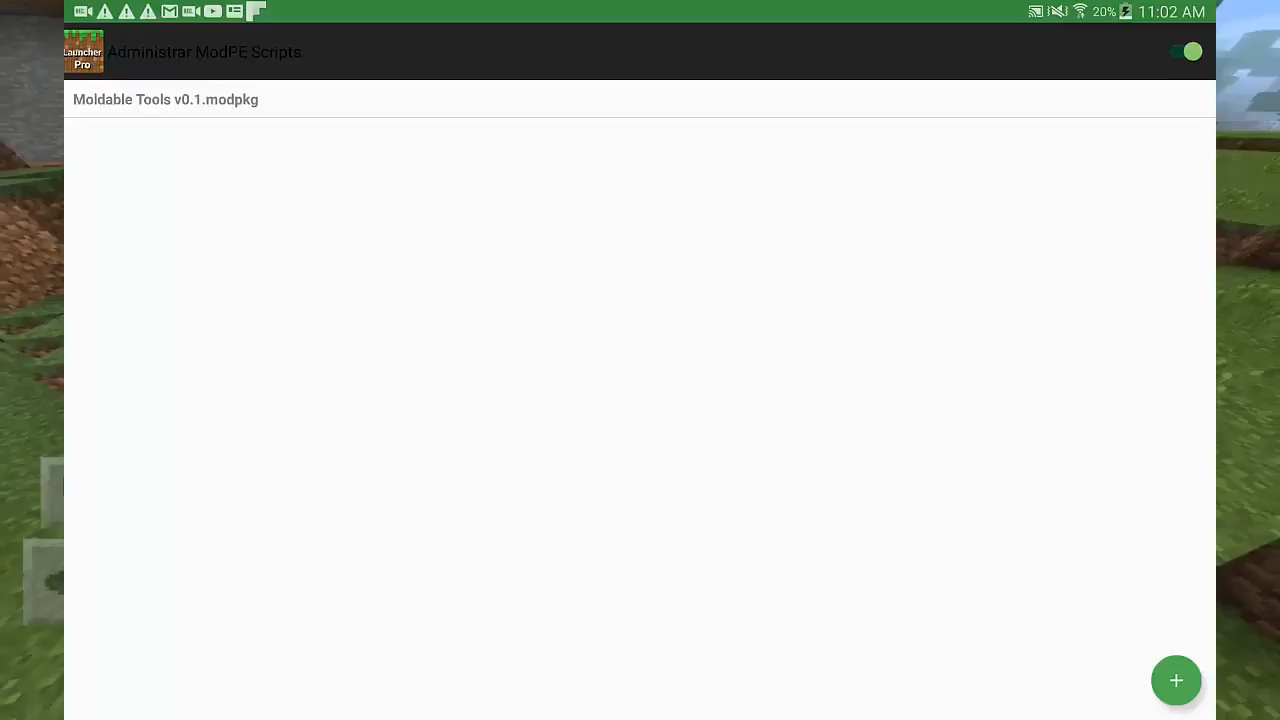 20% 11:02 AM
Launcher Pro
Administrar ModPE Scripts
Moldable Tools v0.1.modpkg
+